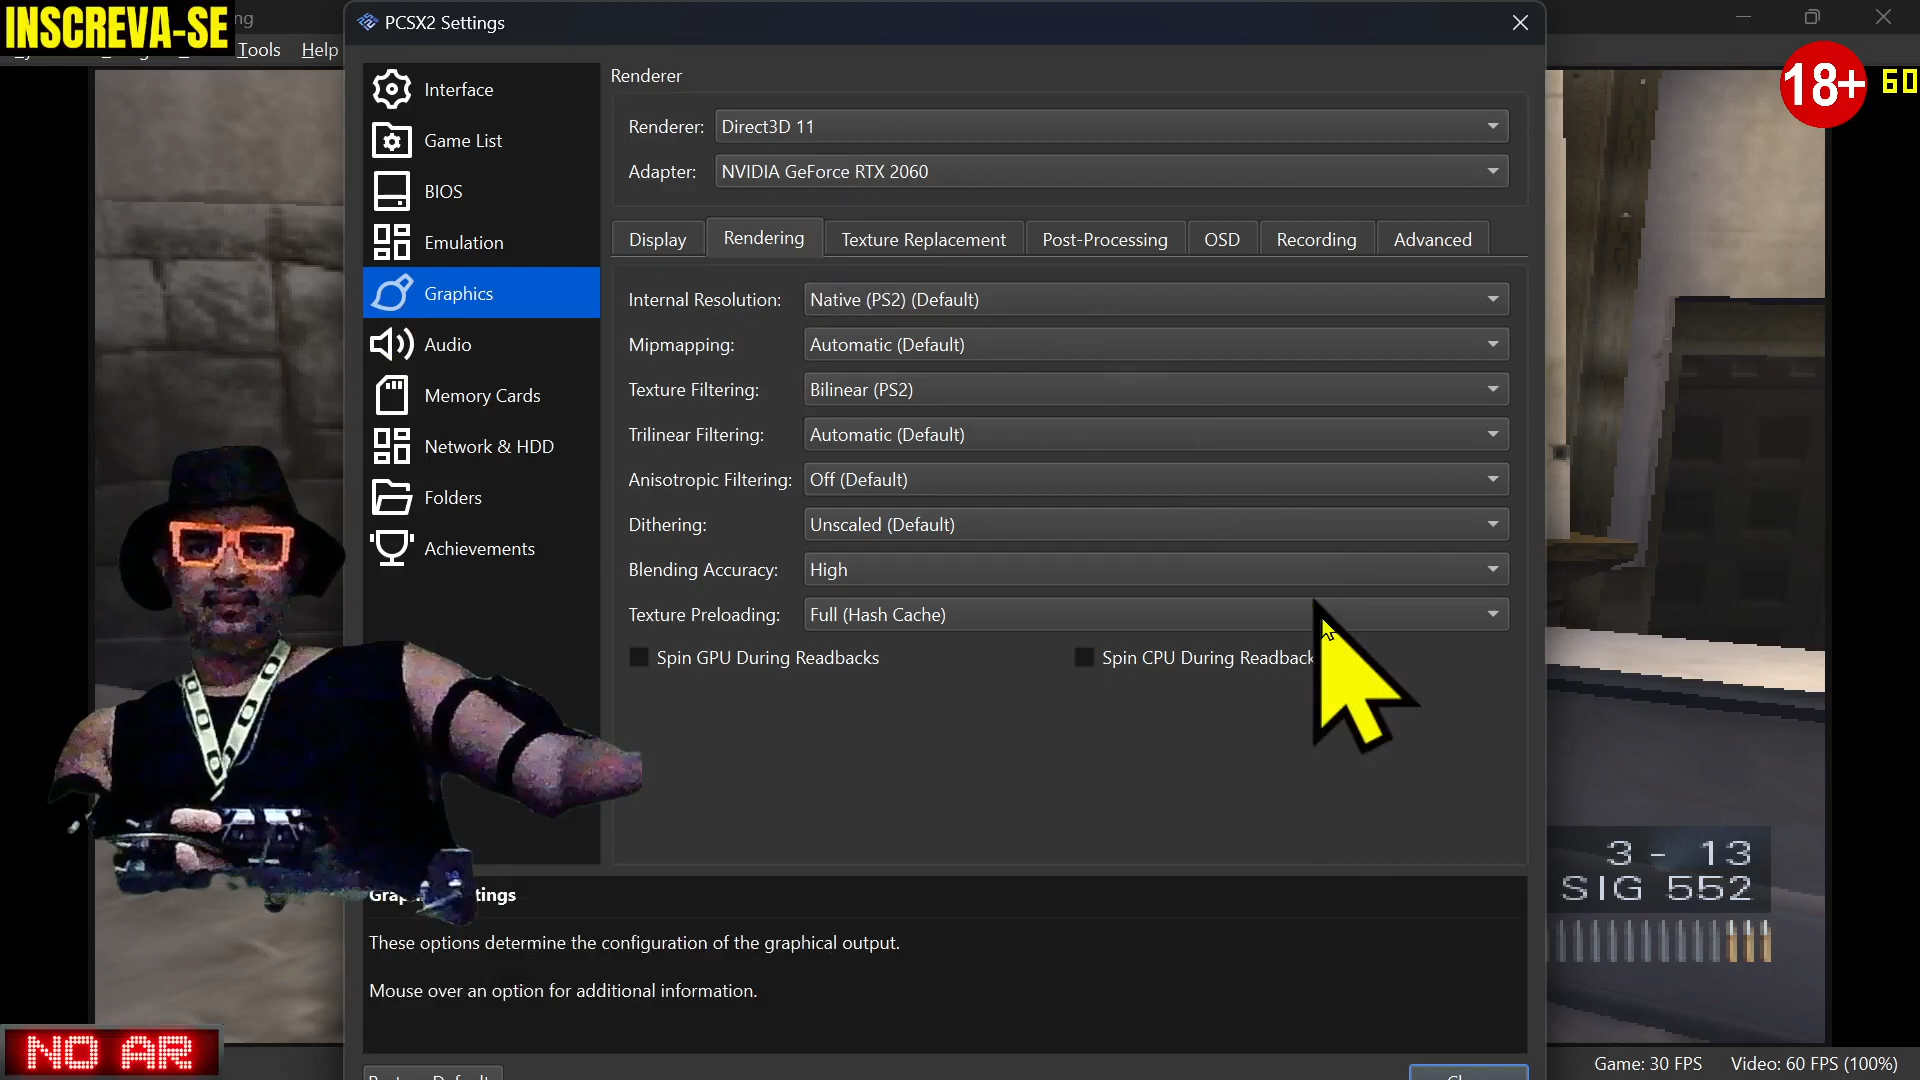 INSCREVA-SE
PCSX2 Settings
Tools Help
18+ 60
Interface
Game List
BIOS
Emulation
Graphics
Audio
Memory Cards
Network & HDD
Folders
Achievements
Renderer
Renderer: Direct3D 11
Adapter: NVIDIA GeForce RTX 2060
Display Rendering Texture Replacement Post-Processing OSD Recording Advanced
Internal Resolution: Native (PS2) (Default)
Mipmapping: Automatic (Default)
Texture Filtering: Bilinear (PS2)
Trilinear Filtering: Automatic (Default)
Anisotropic Filtering: Off (Default)
Dithering: Unscaled (Default)
Blending Accuracy: High
Texture Preloading: Full (Hash Cache)
Spin GPU During Readbacks Spin CPU During Readback
These options determine the configuration of the graphical output.
Mouse over an option for additional information.
3 - 13
SIG 552
NO AR
Game: 30 FPS Video: 60 FPS (100%)